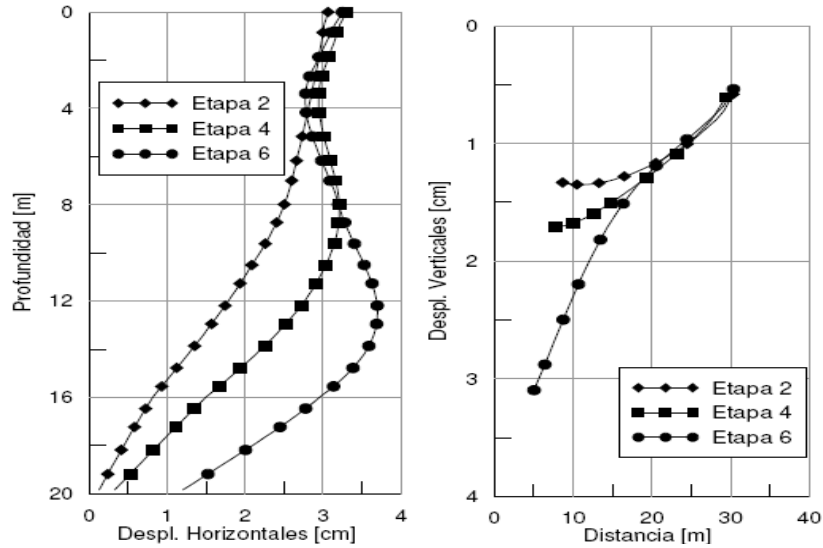 0
4
8
12
16
20
Profundidad [m]
Etapa 2
Etapa 4
Etapa 6
0 1 2 3 4
Despl. Horizontales [cm]
0
1
2
3
4
Despl. Verticales [cm]
Etapa 2
Etapa 4
Etapa 6
0 10 20 30 40
Distancia [m]